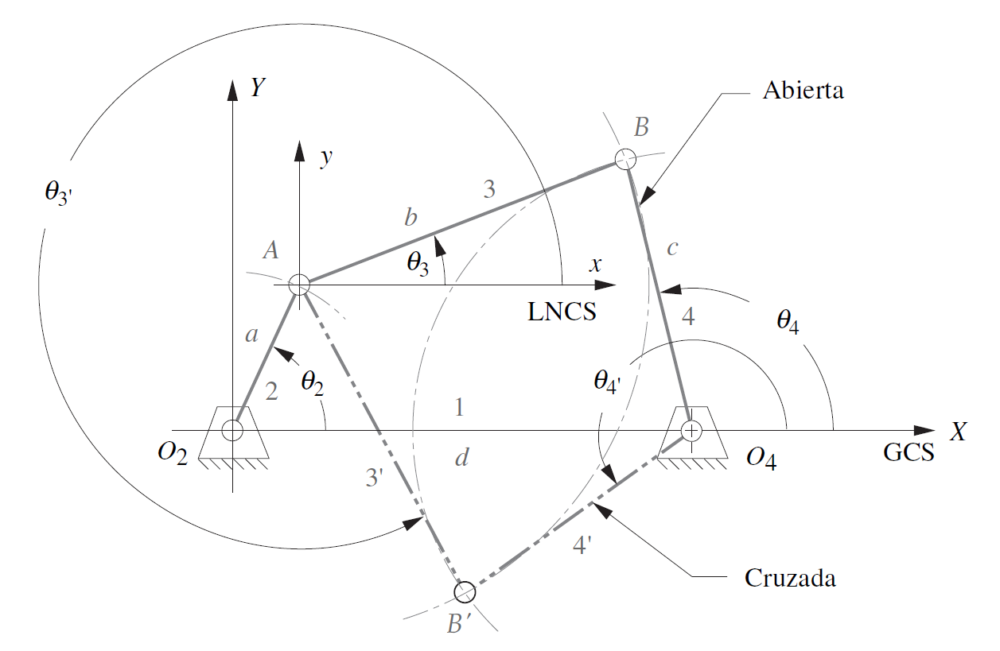 Y
Abierta
B
y
θ3'
3
b
A
θ3
x
c
LNCS
a
4
θ4
θ2
θ4'
2
1
X
O2
d
O4
GCS
3'
4'
Cruzada
B'